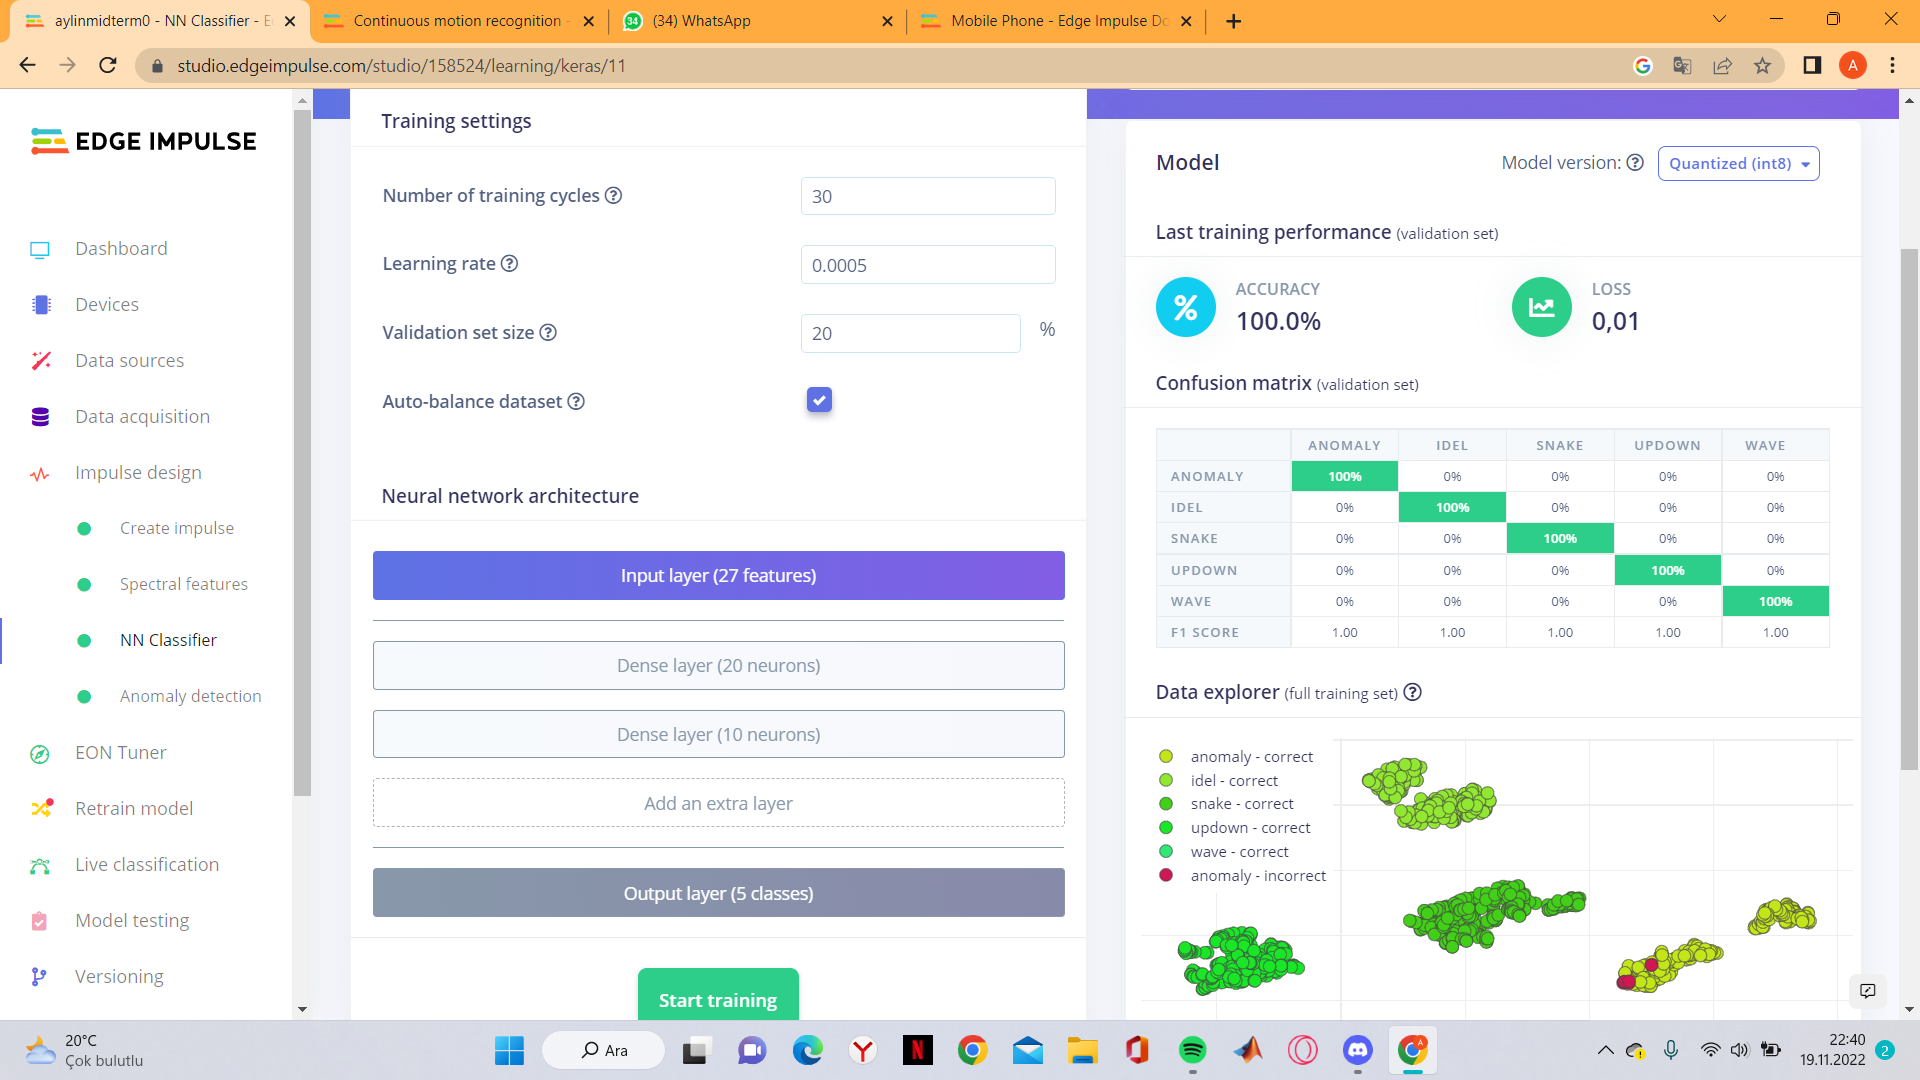 aylinmidterm0 - NN Classifier - E
Continuous motion recognition -
34
(34) WhatsApp
Mobile Phone - Edge Impulse Do
studio.edgeimpulse.com/studio/158524/learning/keras/11
A
EDGE IMPULSE
Dashboard
Devices
Data sources
Data acquisition
Impulse design
Create impulse
Spectral features
NN Classifier
Anomaly detection
EON Tuner
Retrain model
Live classification
Model testing
Versioning
Training settings
Number of training cycles ?
30
Learning rate ?
0.0005
Validation set size ?
20
%
Auto-balance dataset ?
Neural network architecture
Input layer (27 features)
Dense layer (20 neurons)
Dense layer (10 neurons)
Add an extra layer
Output layer (5 classes)
Start training
Model
Model version: ?
Quantized (int8)
Last training performance (validation set)
%
ACCURACY
100.0%
LOSS
0,01
Confusion matrix (validation set)
ANOMALY IDEL SNAKE UPDOWN WAVE
ANOMALY 100% 0% 0% 0% 0%
IDEL 0% 100% 0% 0% 0%
SNAKE 0% 0% 100% 0% 0%
UPDOWN 0% 0% 0% 100% 0%
WAVE 0% 0% 0% 0% 100%
F1 SCORE 1.00 1.00 1.00 1.00 1.00
Data explorer (full training set) ?
anomaly - correct
idel - correct
snake - correct
updown - correct
wave - correct
anomaly - incorrect
20°C
Çok bulutlu
Ara
22:40
19.11.2022
2